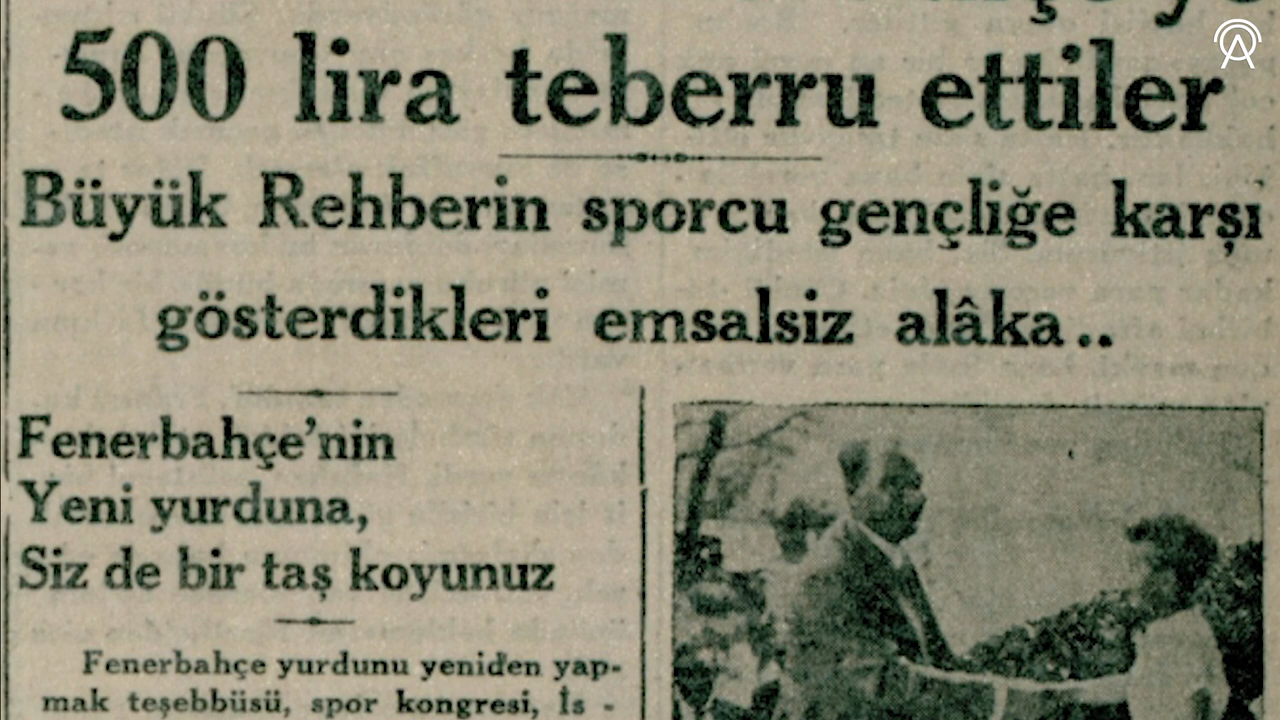 500 lira teberru ettiler
Büyük Rehberin sporcu gençliğe karşı
gösterdikleri emsalsiz alâka..
Fenerbahçe'nin
Yeni yurduna,
Siz de bir taş koyunuz
Fenerbahçe yurdunu yeniden yap-
mak teşebbüsü, spor kongresi, İs -